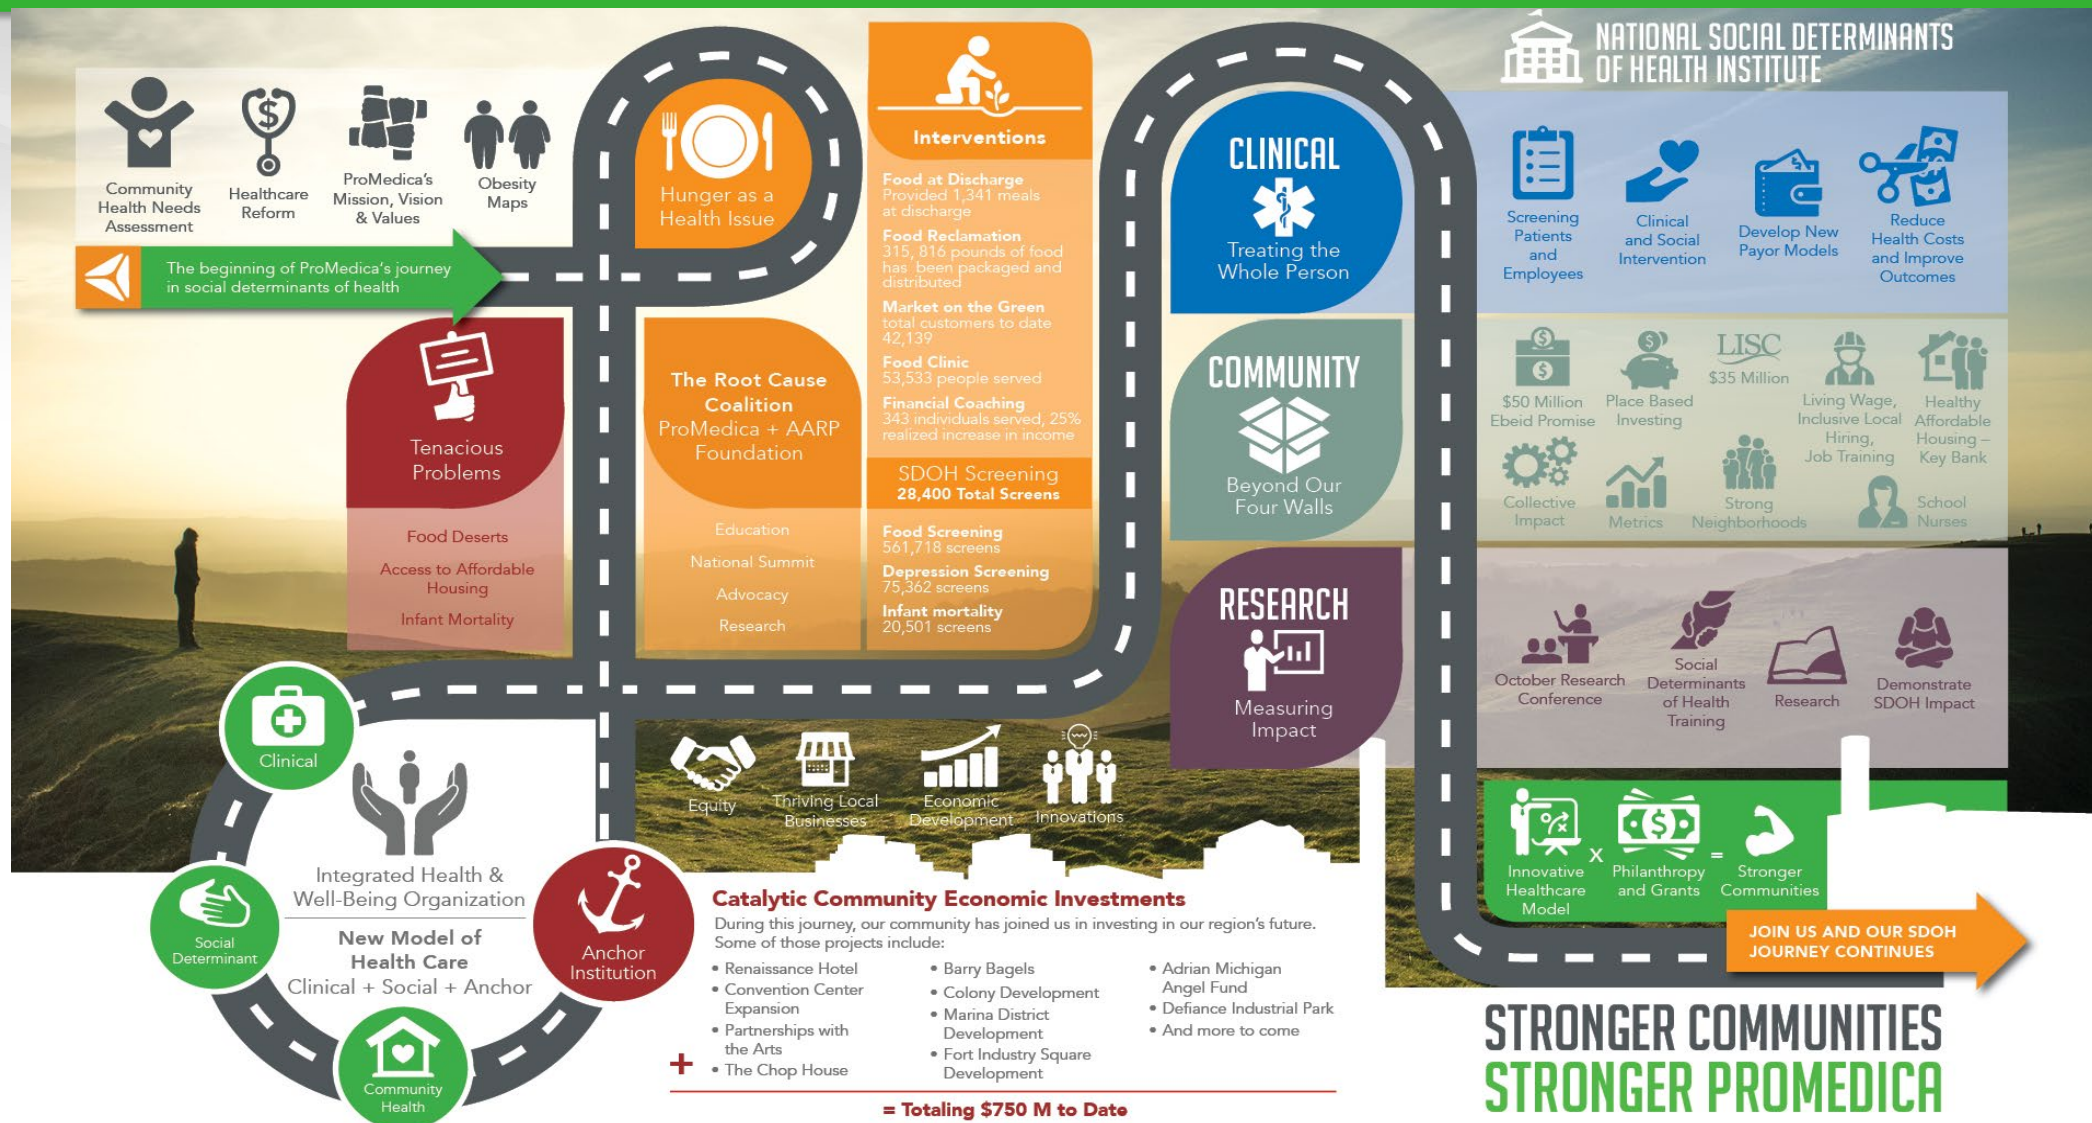 Community
Health Needs
Assessment
Healthcare
Reform
ProMedica's
Mission, Vision
& Values
Obesity
Maps
The beginning of ProMedica's journey
in social determinants of health
Hunger as a
Health Issue
Tenacious
Problems
Food Deserts
Access to Affordable
Housing
Infant Mortality
The Root Cause
Coalition
ProMedica + AARP
Foundation
Education
National Summit
Advocacy
Research
Interventions
Food at Discharge
Provided 1,341 meals
at discharge
Food Reclamation
315, 816 pounds of food
has been packaged and
distributed
Market on the Green
total customers to date
42,139
Food Clinic
53,533 people served
Financial Coaching
343 individuals served, 25%
realized increase in income
SDOH Screening
28,400 Total Screens
Food Screening
561,718 screens
Depression Screening
75,362 screens
Infant mortality
20,501 screens
Clinical
Social
Determinant
Community
Health
Anchor
Institution
Integrated Health &
Well-Being Organization
New Model of
Health Care
Clinical + Social + Anchor
Equity
Thriving Local
Businesses
Economic
Development
Innovations
Catalytic Community Economic Investments
During this journey, our community has joined us in investing in our region's future.
Some of those projects include:
• Renaissance Hotel
• Convention Center
Expansion
• Partnerships with
the Arts
+ • The Chop House
• Barry Bagels
• Colony Development
• Marina District
Development
• Fort Industry Square
Development
• Adrian Michigan
Angel Fund
• Defiance Industrial Park
• And more to come
= Totaling $750 M to Date
NATIONAL SOCIAL DETERMINANTS
OF HEALTH INSTITUTE
CLINICAL
Treating the
Whole Person
Screening
Patients
and
Employees
Clinical
and Social
Intervention
Develop New
Payor Models
Reduce
Health Costs
and Improve
Outcomes
COMMUNITY
Beyond Our
Four Walls
$50 Million
Ebeid Promise
Place Based
Investing
LISC
$35 Million
Living Wage,
Inclusive Local
Hiring,
Job Training
Healthy
Affordable
Housing –
Key Bank
Collective
Impact
Metrics
Strong
Neighborhoods
School
Nurses
RESEARCH
Measuring
Impact
October Research
Conference
Social
Determinants
of Health
Training
Research
Demonstrate
SDOH Impact
Innovative
Healthcare
Model
x
Philanthropy
and Grants
=
Stronger
Communities
JOIN US AND OUR SDOH
JOURNEY CONTINUES
STRONGER COMMUNITIES
STRONGER PROMEDICA